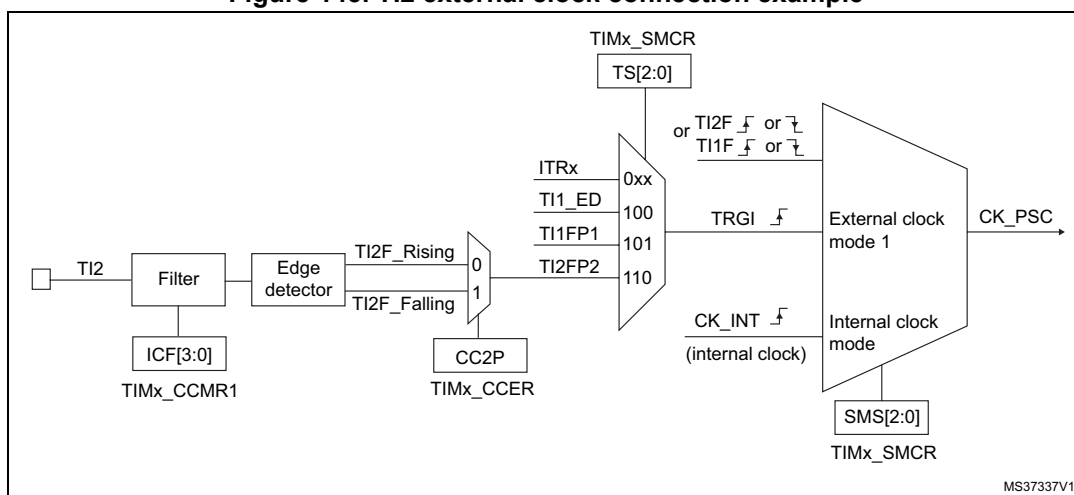 TIMx_SMCR
TS[2:0]
or TI2F or
TI1F or
ITRx
0xx
TI1_ED
100
TRGI
External clock
mode 1
CK_PSC
TI1FP1
101
TI2F_Rising
0
TI2FP2
110
TI2
Filter
Edge
detector
TI2F_Falling
1
CK_INT
Internal clock
mode
(internal clock)
ICF[3:0]
CC2P
TIMx_CCMR1
TIMx_CCER
SMS[2:0]
TIMx_SMCR
MS37337V1